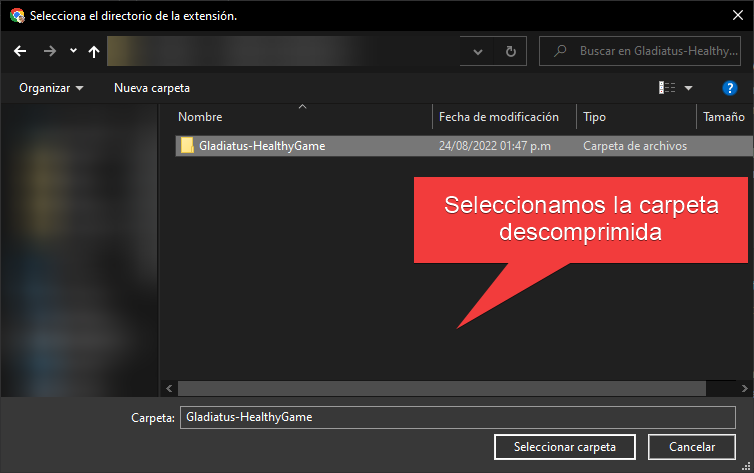 Selecciona el directorio de la extensión.
Buscar en Gladiatus-Healthy...
Organizar
Nueva carpeta
?
Nombre
Fecha de modificación
Tipo
Tamaño
Gladiatus-HealthyGame
24/08/2022 01:47 p.m
Carpeta de archivos
Seleccionamos la carpeta
descomprimida
Carpeta:
Gladiatus-HealthyGame
Seleccionar carpeta
Cancelar